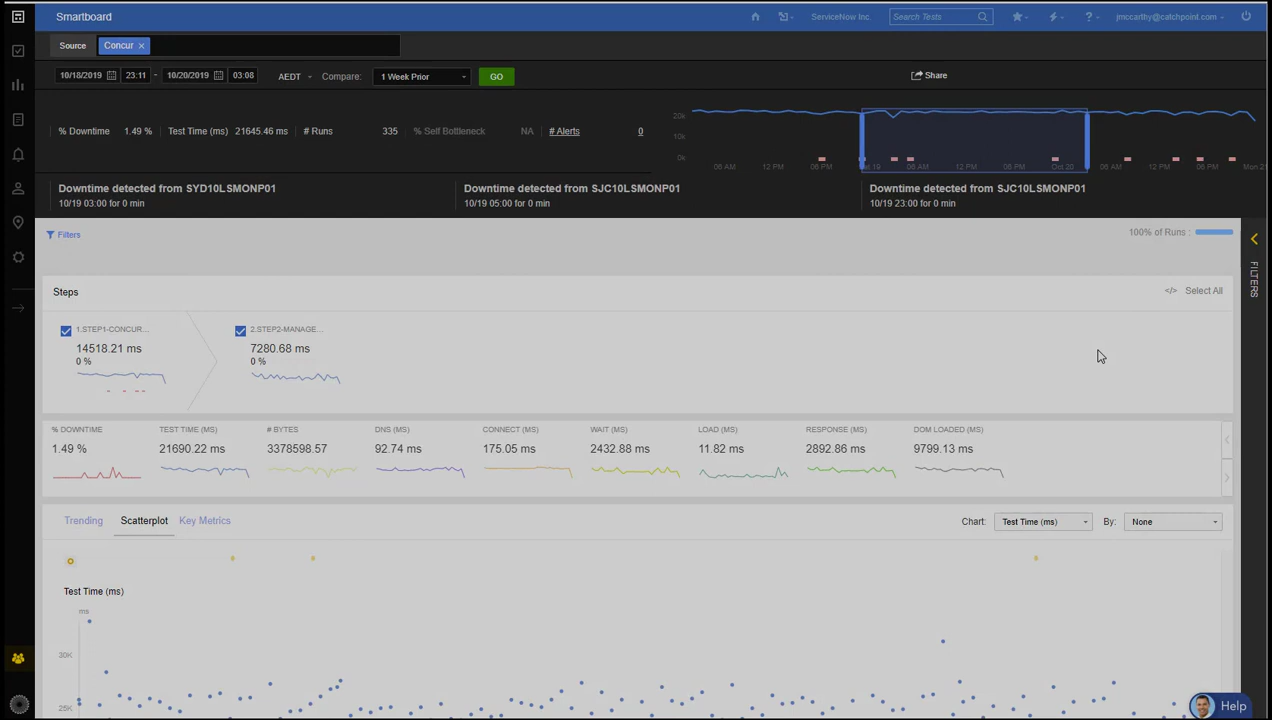 Smartboard
ServiceNow Inc.
Search Tests
jmccarthy@catchpoint.com
Source
Concur ×
10/18/2019 23:11 - 10/20/2019 03:08 AEDT Compare: 1 Week Prior GO
Share
% Downtime 1.49 % Test Time (ms) 21645.46 ms # Runs 335 % Self Bottleneck NA # Alerts 0
20k
10k
0k
06 AM 12 PM 06 PM Sat 19 06 AM 12 PM 06 PM Oct 20 06 AM 12 PM 06 PM Mon 21
Downtime detected from SYD10LSMONP01
10/19 03:00 for 0 min
Downtime detected from SJC10LSMONP01
10/19 05:00 for 0 min
Downtime detected from SJC10LSMONP01
10/19 23:00 for 0 min
Filters
100% of Runs :
FILTERS
Steps
</> Select All
1.STEP1-CONCUR...
14518.21 ms
0 %
2.STEP2-MANAGE...
7280.68 ms
0 %
% DOWNTIME TEST TIME (MS) # BYTES DNS (MS) CONNECT (MS) WAIT (MS) LOAD (MS) RESPONSE (MS) DOM LOADED (MS)
1.49 % 21690.22 ms 3378598.57 92.74 ms 175.05 ms 2432.88 ms 11.82 ms 2892.86 ms 9799.13 ms
Trending Scatterplot Key Metrics
Chart: Test Time (ms) By: None
Test Time (ms)
ms
30K
25K
Help